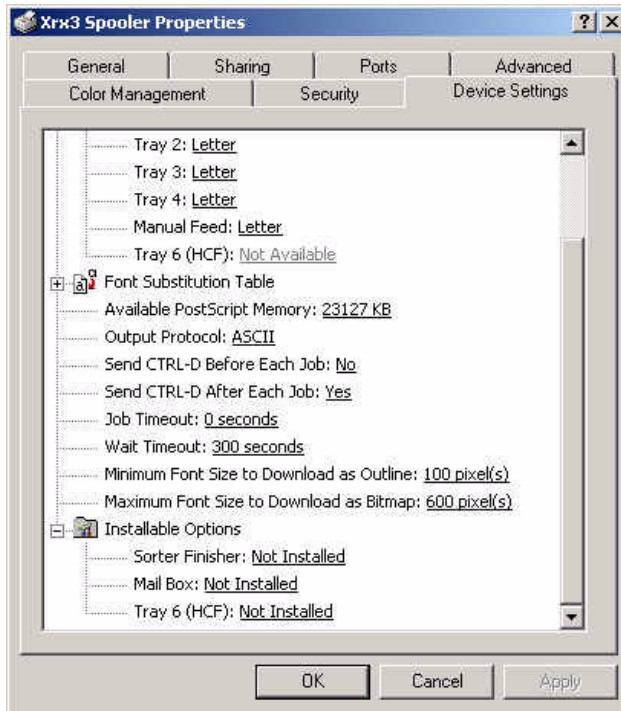 Xrx3 Spooler Properties
General Sharing Ports Advanced
Color Management Security Device Settings
Tray 2: Letter
Tray 3: Letter
Tray 4: Letter
Manual Feed: Letter
Tray 6 (HCF): Not Available
Font Substitution Table
Available PostScript Memory: 23127 KB
Output Protocol: ASCII
Send CTRL-D Before Each Job: No
Send CTRL-D After Each Job: Yes
Job Timeout: 0 seconds
Wait Timeout: 300 seconds
Minimum Font Size to Download as Outline: 100 pixel(s)
Maximum Font Size to Download as Bitmap: 600 pixel(s)
Installable Options
Sorter Finisher: Not Installed
Mail Box: Not Installed
Tray 6 (HCF): Not Installed
OK Cancel Apply